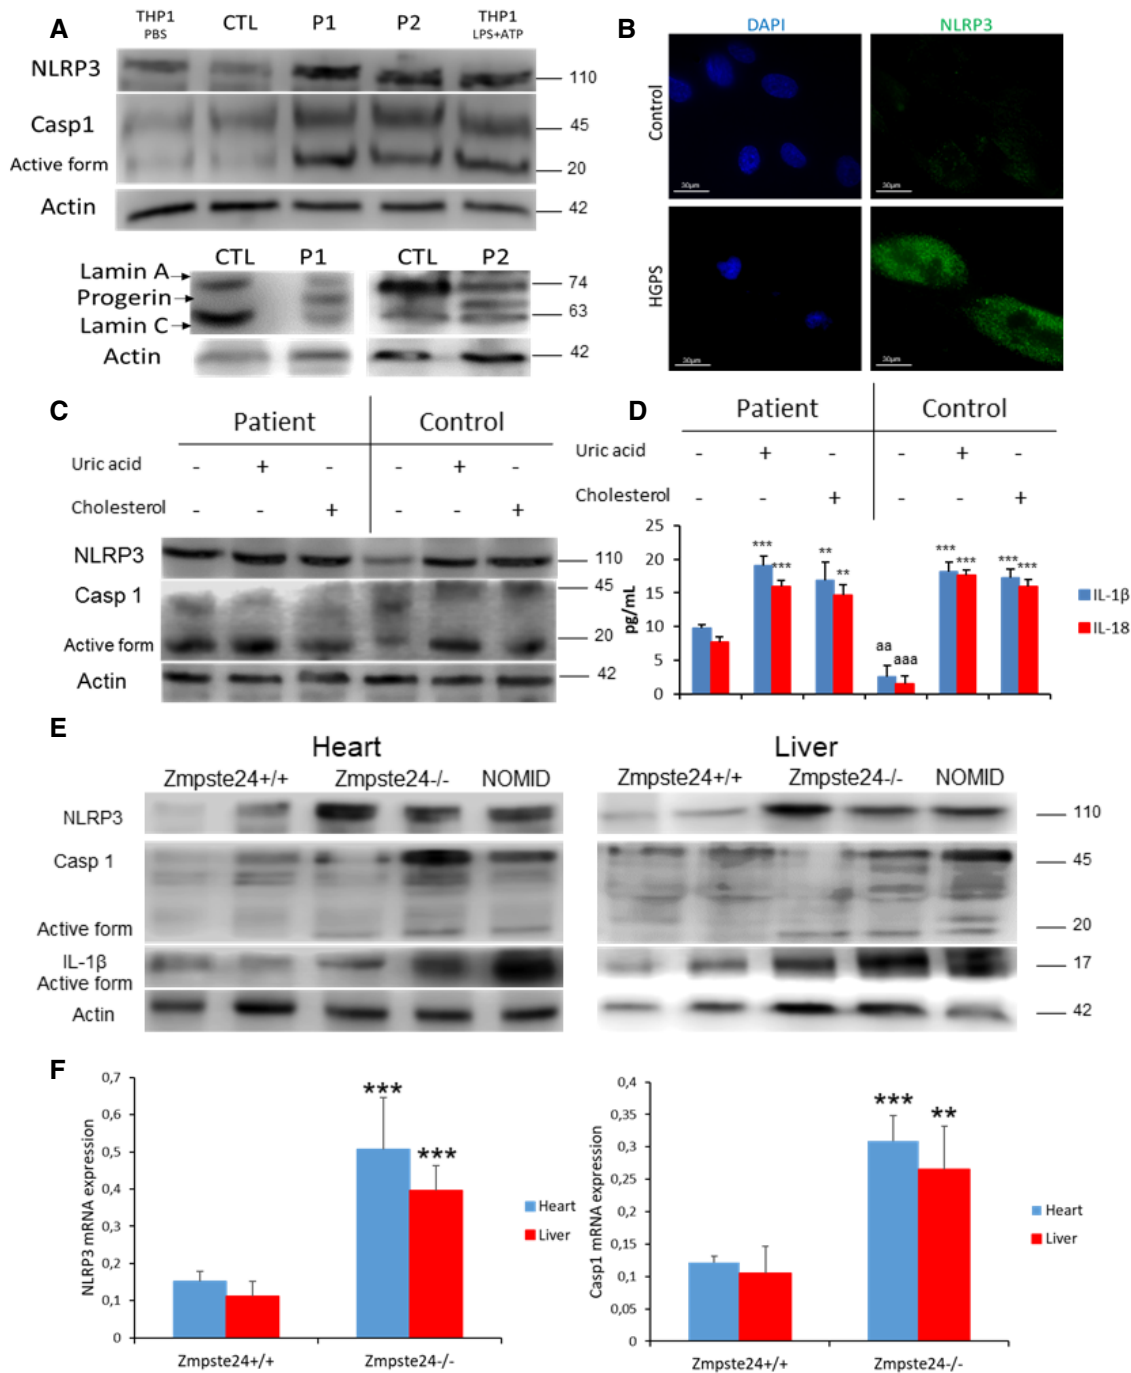 A
THP1 PBS CTL P1 P2 THP1 LPS+ATP
NLRP3
110
Casp1
45
Active form
20
Actin
42
CTL P1 CTL P2
Lamin A
74
Progerin
63
Lamin C
Actin
42
B
DAPI NLRP3
Control
30µm 30µm
HGPS
30µm 30µm
C
Patient Control
Uric acid - + - - + -
Cholesterol - - + - - +
NLRP3
110
Casp 1
45
Active form
20
Actin
42
D
Patient Control
Uric acid - + - - + -
Cholesterol - - + - - +
pg/mL
25
20
15
10
5
0
*** *** ** ** aa aaa *** *** *** ***
IL-1β
IL-18
E
Heart Liver
Zmpste24+/+ Zmpste24-/- NOMID Zmpste24+/+ Zmpste24-/- NOMID
NLRP3
110
Casp 1
45
Active form
20
IL-1β
Active form
17
Actin
42
F
NLRP3 mRNA expression
0,7
0,6
0,5
0,4
0,3
0,2
0,1
0
*** ***
Zmpste24+/+ Zmpste24-/-
Heart
Liver
Casp1 mRNA expression
0,4
0,35
0,3
0,25
0,2
0,15
0,1
0,05
0
*** **
Zmpste24+/+ Zmpste24-/-
Heart
Liver